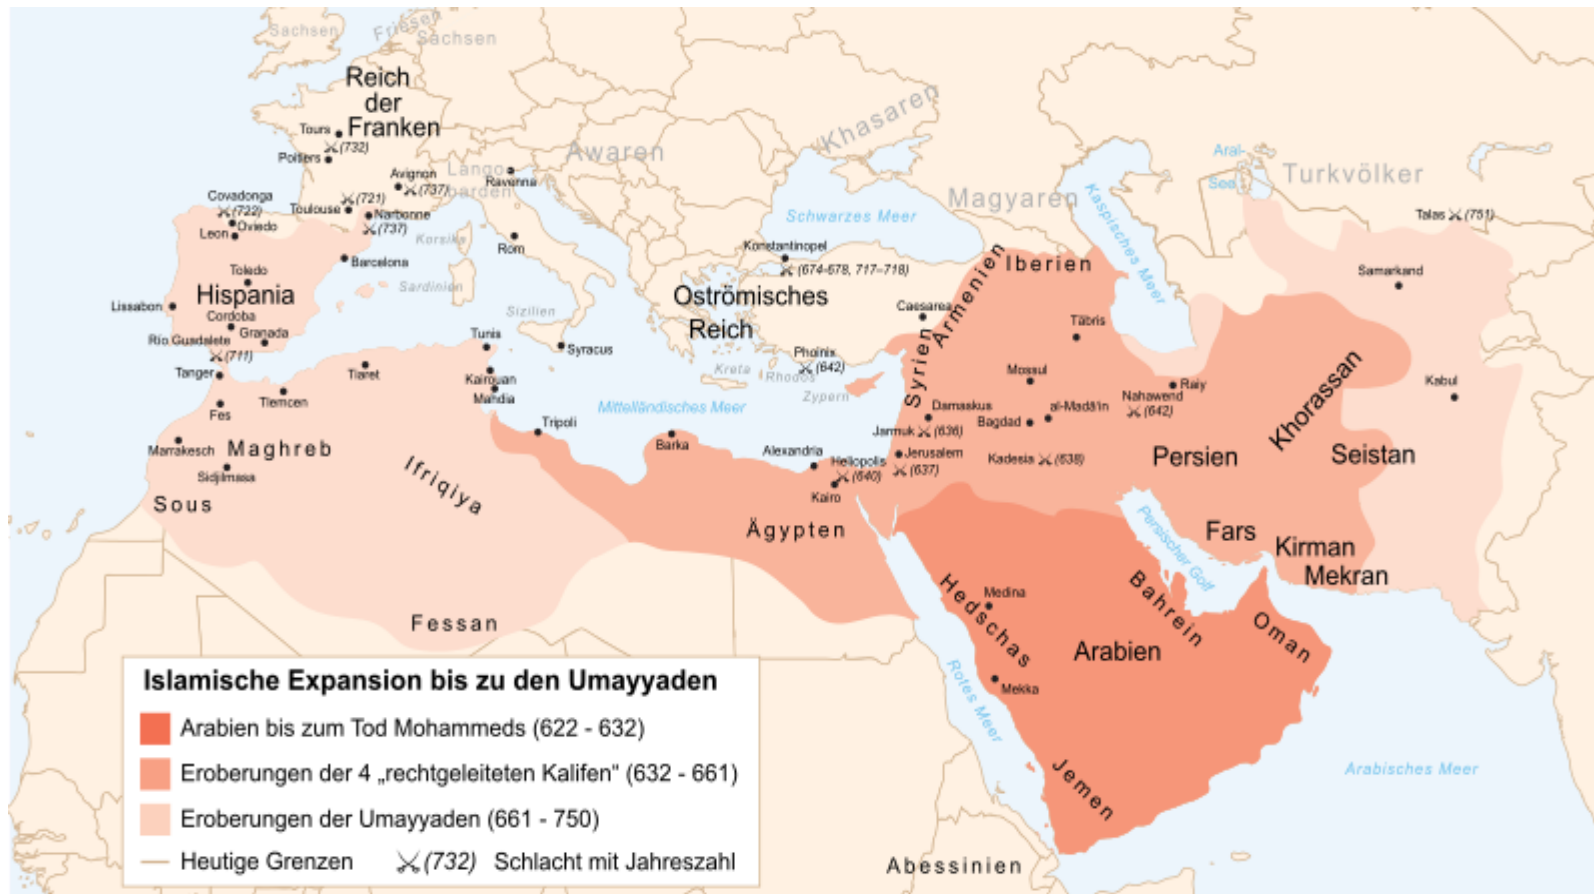 Sachsen
Friesen
Sachsen
Reich
der
Franken
Khasaren
Awaren
Tours
(732)
Poitiers
Lango-
barden
Ravenna
Avignon
(737)
Aral-
See
Turkvölker
Magyaren
Kaspisches Meer
Covadonga
(722)
(721)
Toulouse
Narbonne
(737)
Oviedo
Leon
Korsika
Rom
Schwarzes Meer
Talas (751)
Konstantinopel
(674-678, 717–718)
Iberien
Armenien
Barcelona
Toledo
Hispania
Sardinien
Samarkand
Oströmisches
Reich
Caesarea
Lissabon
Cordoba
Granada
Rio Guadalete
(711)
Sizilien
Syracus
Tunis
Täbris
Syrien
Phoinix
(642)
Tanger
Tiaret
Kairouan
Mahdia
Kreta
Rhodos
Zypern
Mossul
Nahawend
(642)
Raiy
Khorassan
Kabul
Fes
Tlemcen
Mittelländisches Meer
Damaskus
Bagdad
al-Madā'in
Tripoli
Barka
Jarmuk (636)
Marrakesch
Maghreb
Sidjilmasa
Ifriqiya
Alexandria
Heliopolis
(640)
Kairo
Jerusalem
(637)
Kadesia (638)
Persien
Seistan
Sous
Ägypten
Persischer Golf
Fars
Kirman
Mekran
Fessan
Medina
Hedschas
Bahrein
Oman
Arabien
Mekka
Rotes Meer
Jemen
Arabisches Meer
Abessinien
Islamische Expansion bis zu den Umayyaden
Arabien bis zum Tod Mohammeds (622 - 632)
Eroberungen der 4 „rechtgeleiteten Kalifen“ (632 - 661)
Eroberungen der Umayyaden (661 - 750)
Heutige Grenzen
(732) Schlacht mit Jahreszahl